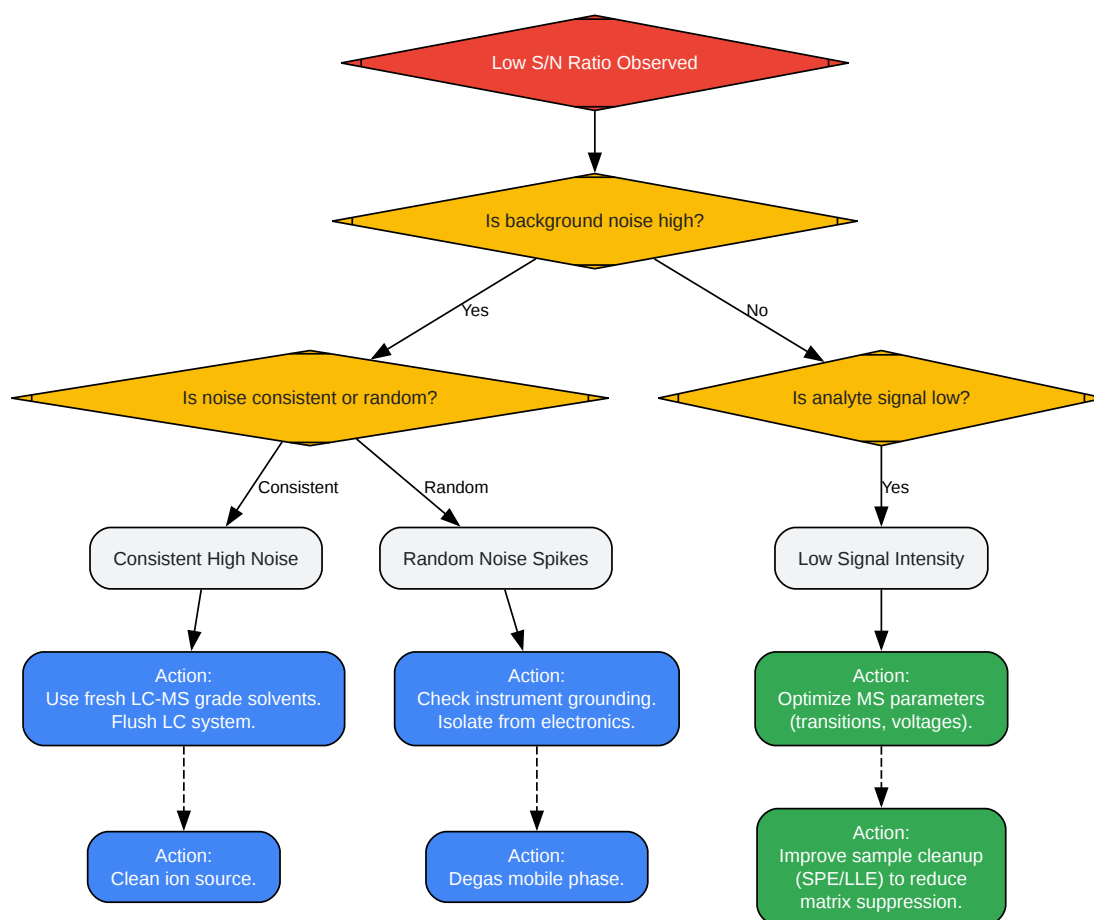 Low S/N Ratio Observed
Is background noise high?
Yes
No
Is noise consistent or random?
Is analyte signal low?
Consistent
Random
Yes
Consistent High Noise
Random Noise Spikes
Low Signal Intensity
Action:
Use fresh LC-MS grade solvents.
Flush LC system.
Action:
Check instrument grounding.
Isolate from electronics.
Action:
Optimize MS parameters
(transitions, voltages).
Action:
Clean ion source.
Action:
Degas mobile phase.
Action:
Improve sample cleanup
(SPE/LLE) to reduce
matrix suppression.